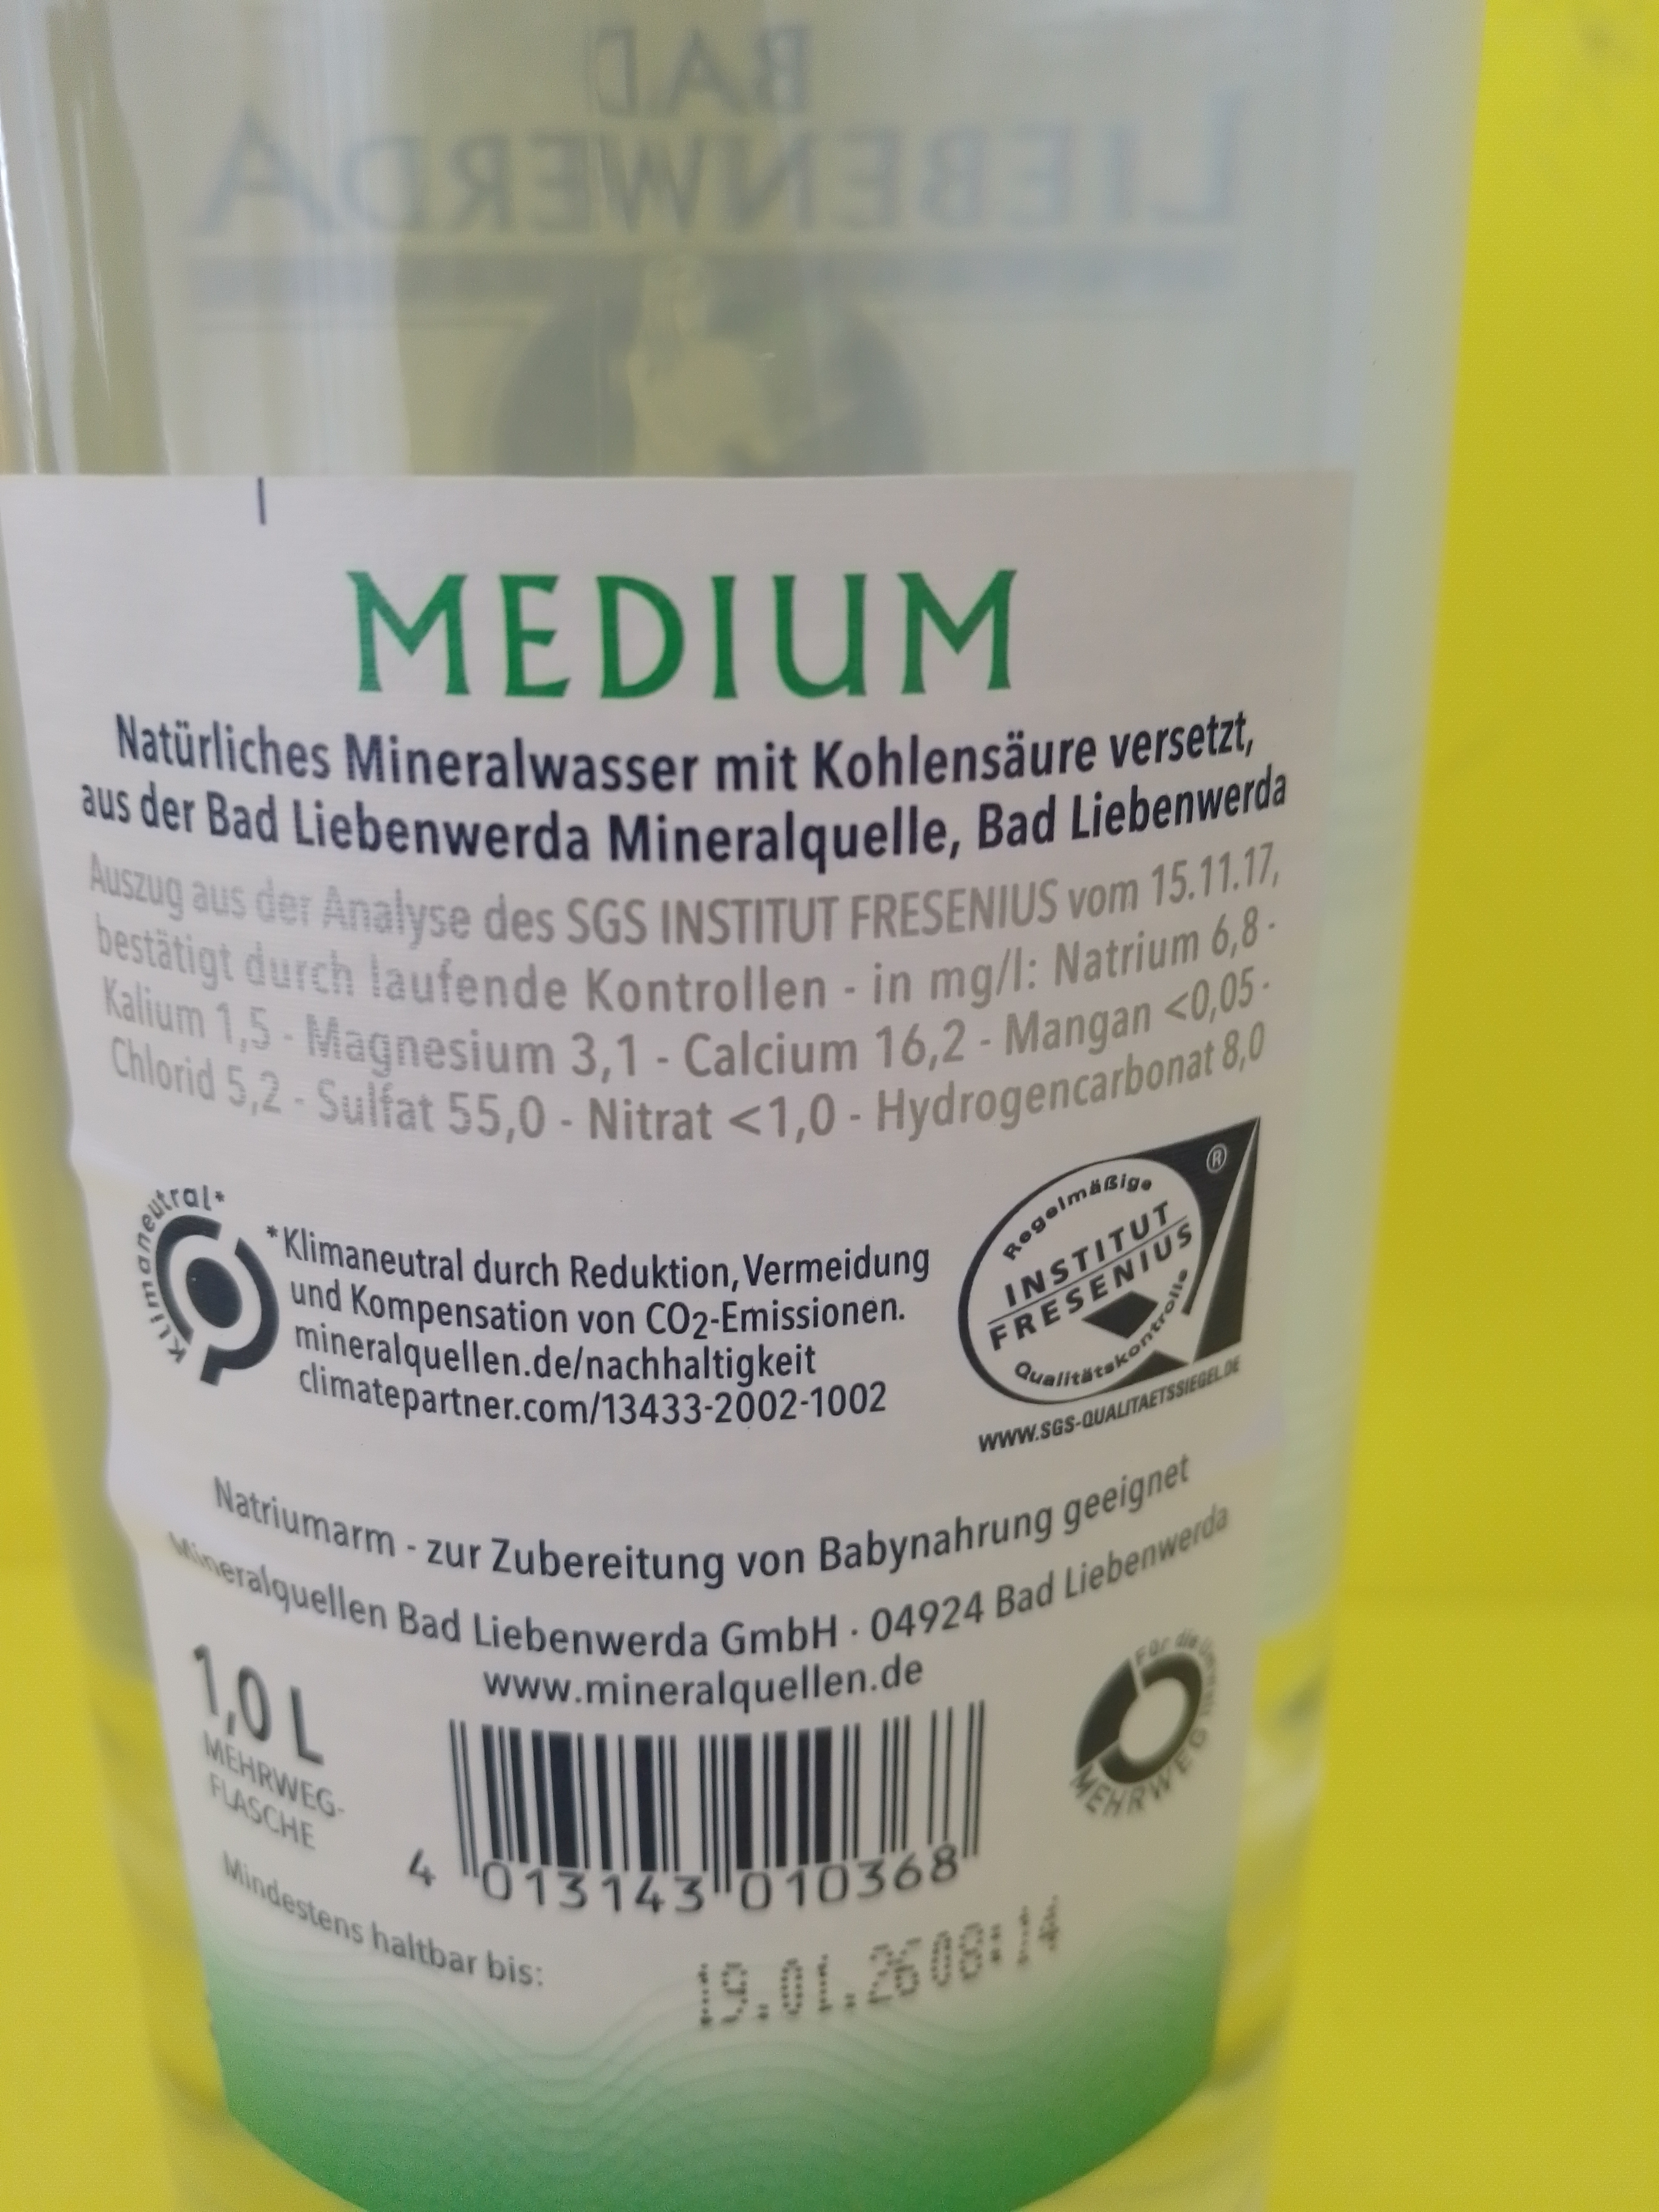 BAD
LIEBENWERDA
MEDIUM
Natürliches Mineralwasser mit Kohlensäure versetzt,
aus der Bad Liebenwerda Mineralquelle, Bad Liebenwerda
Auszug aus der Analyse des SGS INSTITUT FRESENIUS vom 15.11.17,
bestätigt durch laufende Kontrollen - in mg/l: Natrium 6,8 -
Kalium 1,5 - Magnesium 3,1 - Calcium 16,2 - Mangan <0,05 -
Chlorid 5,2 - Sulfat 55,0 - Nitrat <1,0 - Hydrogencarbonat 8,0
Klimaneutral*
*Klimaneutral durch Reduktion, Vermeidung
und Kompensation von CO2-Emissionen.
mineralquellen.de/nachhaltigkeit
climatepartner.com/13433-2002-1002
®
Regelmäßige
INSTITUT
FRESENIUS
Qualitätskontrolle
WWW.SGS-QUALITAETSSIEGEL.DE
Natriumarm - zur Zubereitung von Babynahrung geeignet
Mineralquellen Bad Liebenwerda GmbH · 04924 Bad Liebenwerda
www.mineralquellen.de
1,0 L
MEHRWEG-
FLASCHE
Für die
MEHRWEG
4 013143 010368
Mindestens haltbar bis: